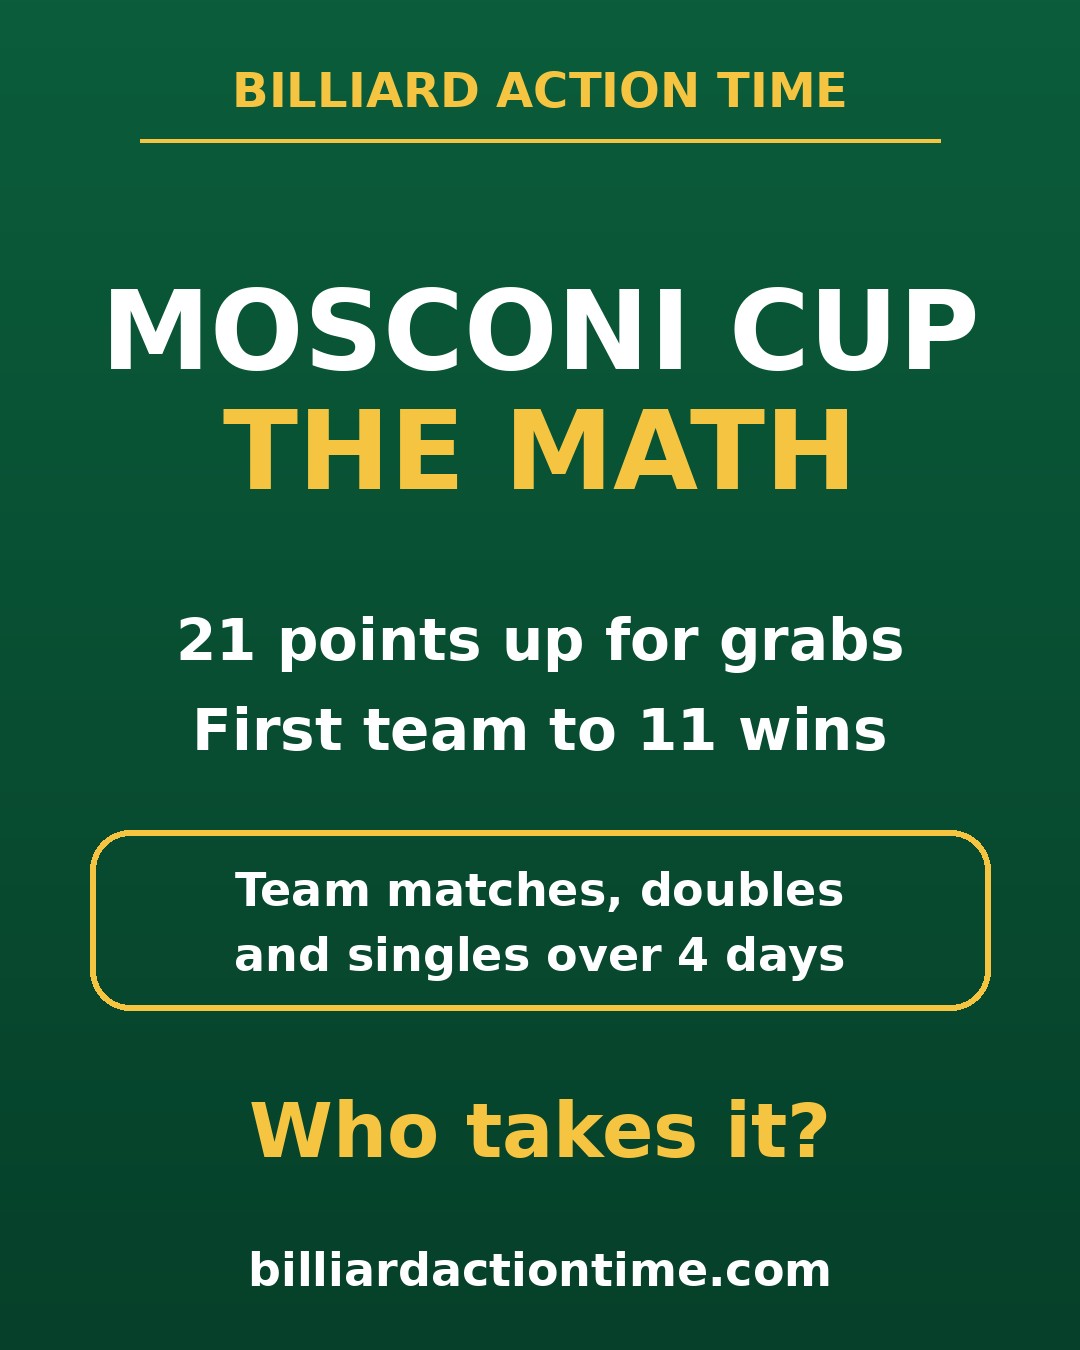 BILLIARD ACTION TIME
MOSCONI CUP
THE MATH
21 points up for grabs
First team to 11 wins
Team matches, doubles
and singles over 4 days
Who takes it?
billiardactiontime.com